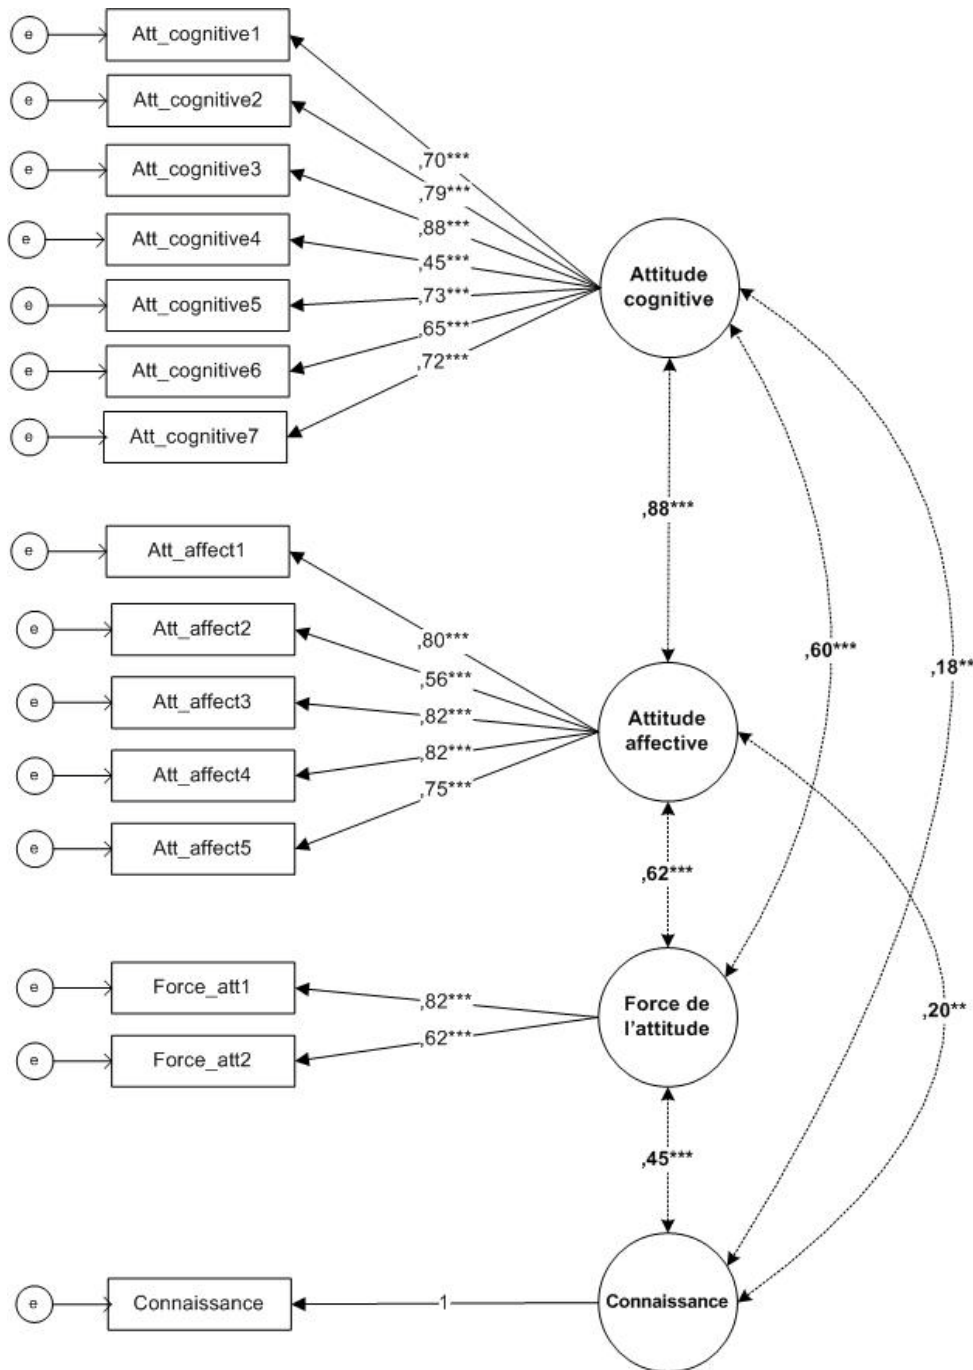 e
Att_cognitive1
e
Att_cognitive2
e
Att_cognitive3
e
Att_cognitive4
e
Att_cognitive5
e
Att_cognitive6
e
Att_cognitive7
,70***
,79***
,88***
,45***
,73***
,65***
,72***
Attitude
cognitive
,88***
,60***
,18**
e
Att_affect1
e
Att_affect2
e
Att_affect3
e
Att_affect4
e
Att_affect5
,80***
,56***
,82***
,82***
,75***
Attitude
affective
,62***
,20**
e
Force_att1
e
Force_att2
,82***
,62***
Force de
l'attitude
,45***
e
Connaissance
1
Connaissance